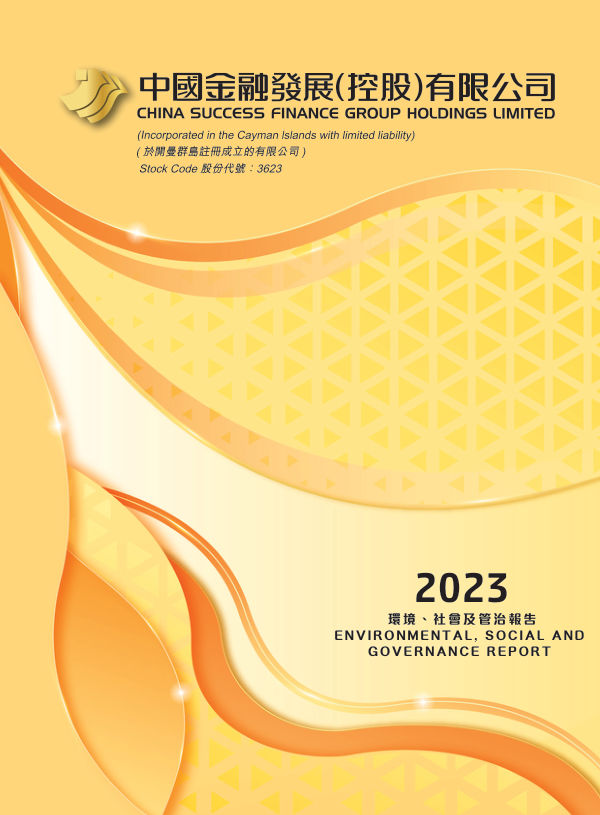 中國金融發展(控股)有限公司
CHINA SUCCESS FINANCE GROUP HOLDINGS LIMITED
(Incorporated in the Cayman Islands with limited liability)
( 於開曼群島註冊成立的有限公司 )
Stock Code 股份代號：3623
2023
環境、社會及管治報告
ENVIRONMENTAL, SOCIAL AND
GOVERNANCE REPORT